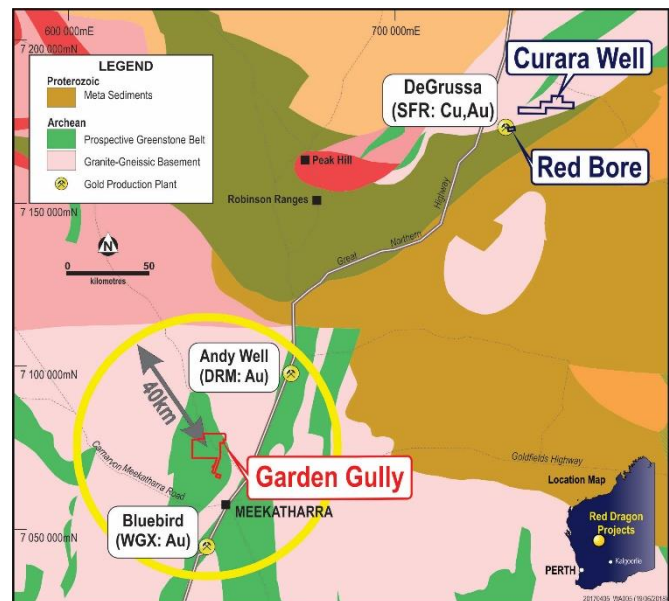 600 000mE
700 000mE
7 200 000mN
LEGEND
Proterozoic
Meta Sediments
Archean
Prospective Greenstone Belt
Granite-Gneissic Basement
Gold Production Plant
DeGrussa
(SFR: Cu,Au)
Curara Well
Red Bore
Peak Hill
Robinson Ranges
7 150 000mN
Great
Northern
Highway
0
50
kilometres
7 100 000mN
Andy Well
(DRM: Au)
40km
Garden Gully
Carnarvon Meekatharra Road
MEEKATHARRA
Goldfields Highway
7 050 000mN
Bluebird
(WGX: Au)
Location Map
Red Dragon
Projects
Kalgoorlie
PERTH